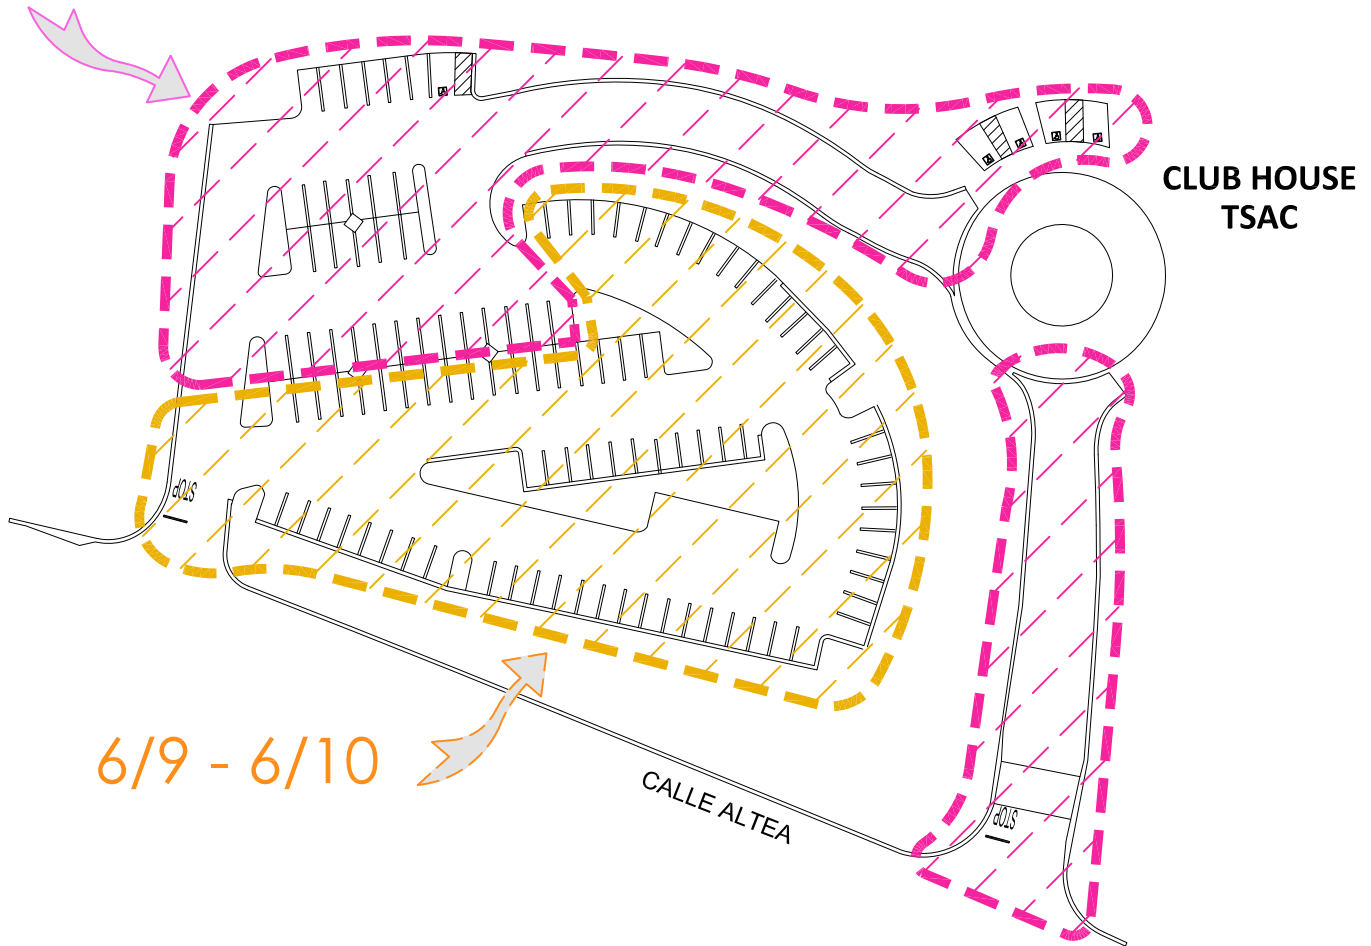 CLUB HOUSE
TSAC
STOP
6/9 - 6/10
CALLE ALTEA
STOP